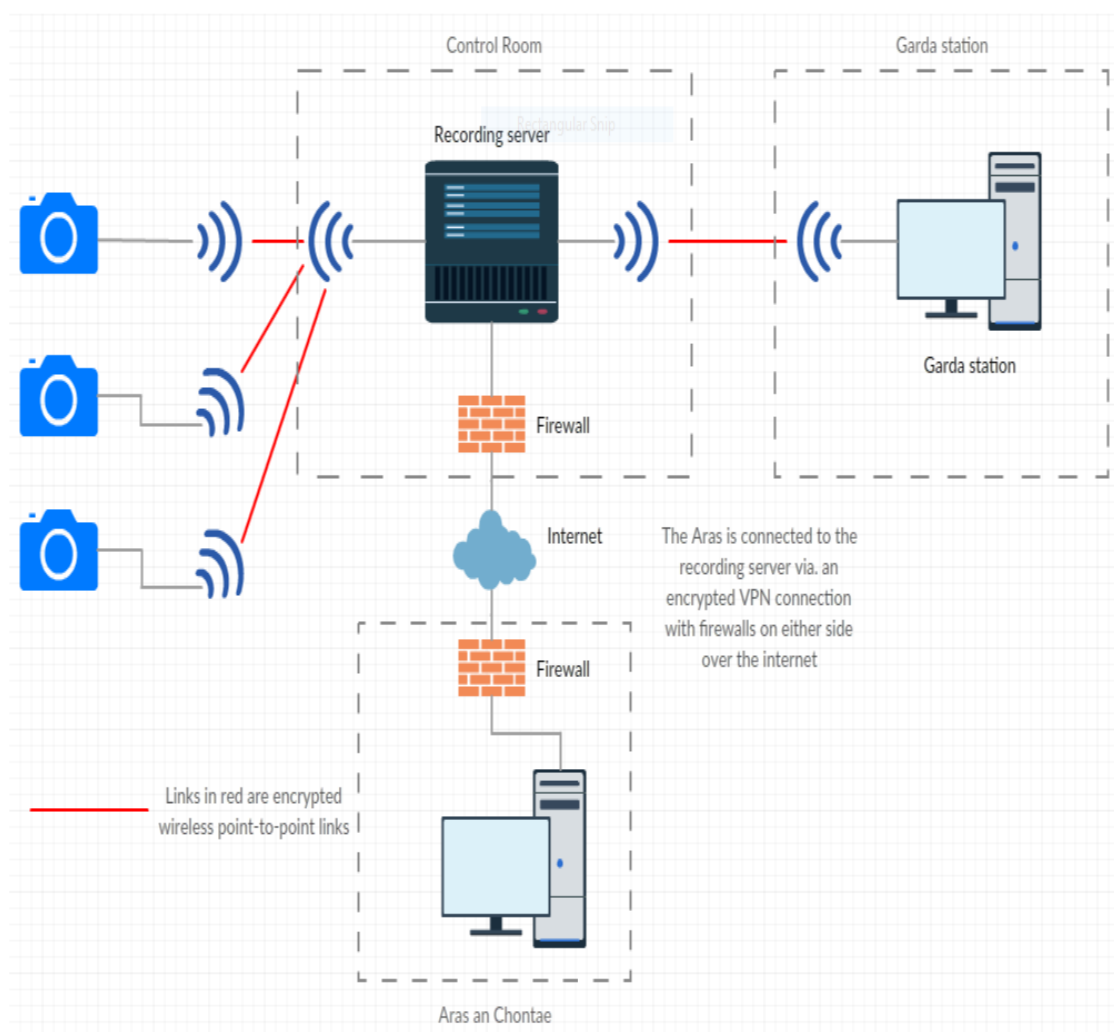 Control Room
Garda station
Rectangular Snip
Recording server
Garda station
Firewall
Internet
The Aras is connected to the
recording server via. an
encrypted VPN connection
with firewalls on either side
over the internet
Firewall
Links in red are encrypted
wireless point-to-point links
Aras an Chontae